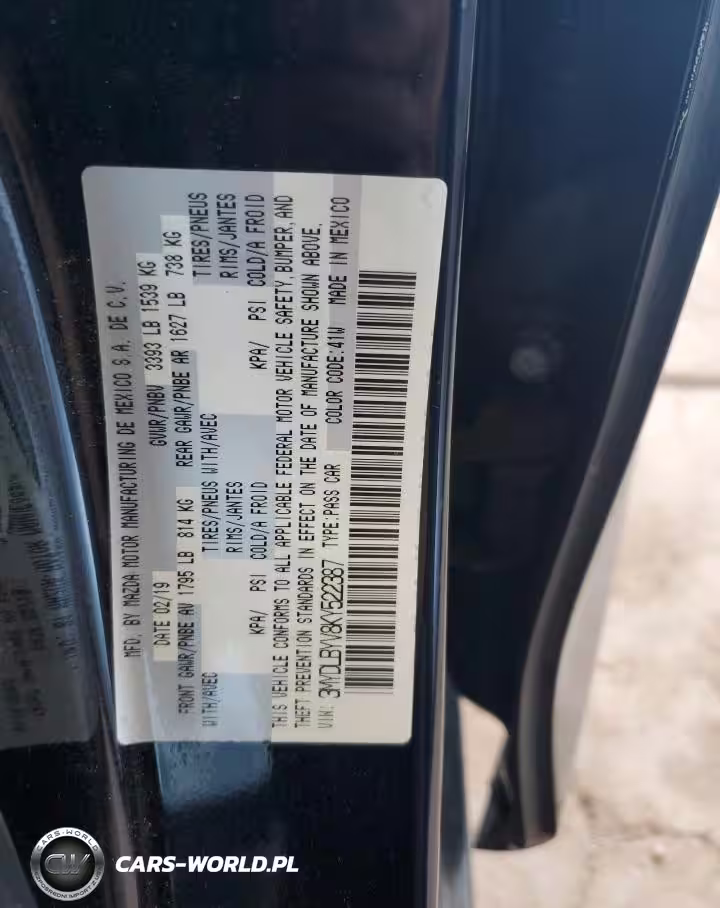 MFD. BY MAZDA MOTOR MANUFACTURING DE MEXICO S.A. DE C.V.
DATE 02/19 GVWR/PNBV 3393 LB 1539 KG
FRONT GAWR/PNBE AV 1795 LB 814 KG REAR GAWR/PNBE AR 1627 LB 738 KG
WITH/AVEC TIRES/PNEUS WITH/AVEC TIRES/PNEUS
RIMS/JANTES RIMS/JANTES
KPA/ PSI COLD/A FROID KPA/ PSI COLD/A FROID
THIS VEHICLE CONFORMS TO ALL APPLICABLE FEDERAL MOTOR VEHICLE SAFETY, BUMPER, AND
THEFT PREVENTION STANDARDS IN EFFECT ON THE DATE OF MANUFACTURE SHOWN ABOVE.
VIN: 3MYDLBYV8KY522387 TYPE:PASS CAR COLOR CODE:41W MADE IN MEXICO
CARS-WORLD
CW
CARS-WORLD.PL